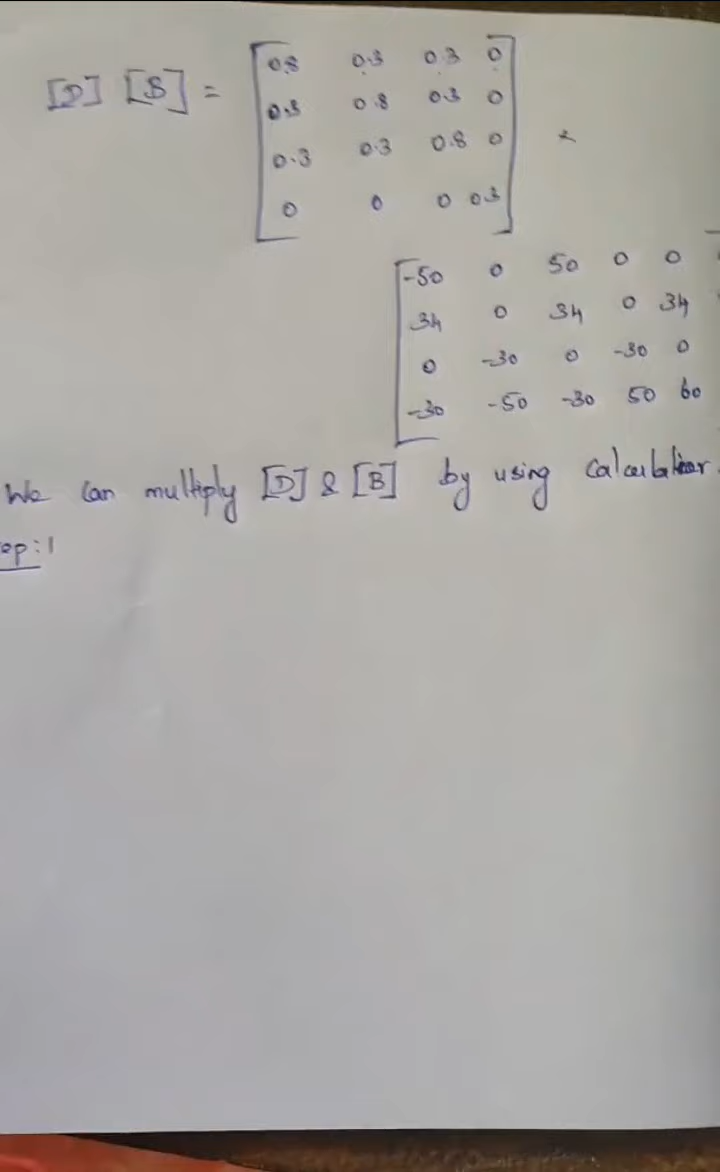 [D] [B] =
0.8 0.3 0.3 0
0.3 0.8 0.3 0
0.3 0.3 0.8 0
0 0 0 0.3
×
-50 0 50 0 0
34 0 34 0 34
0 -30 0 -30 0
-30 -50 -30 50 60
We can multiply [D] & [B] by using
ep:1